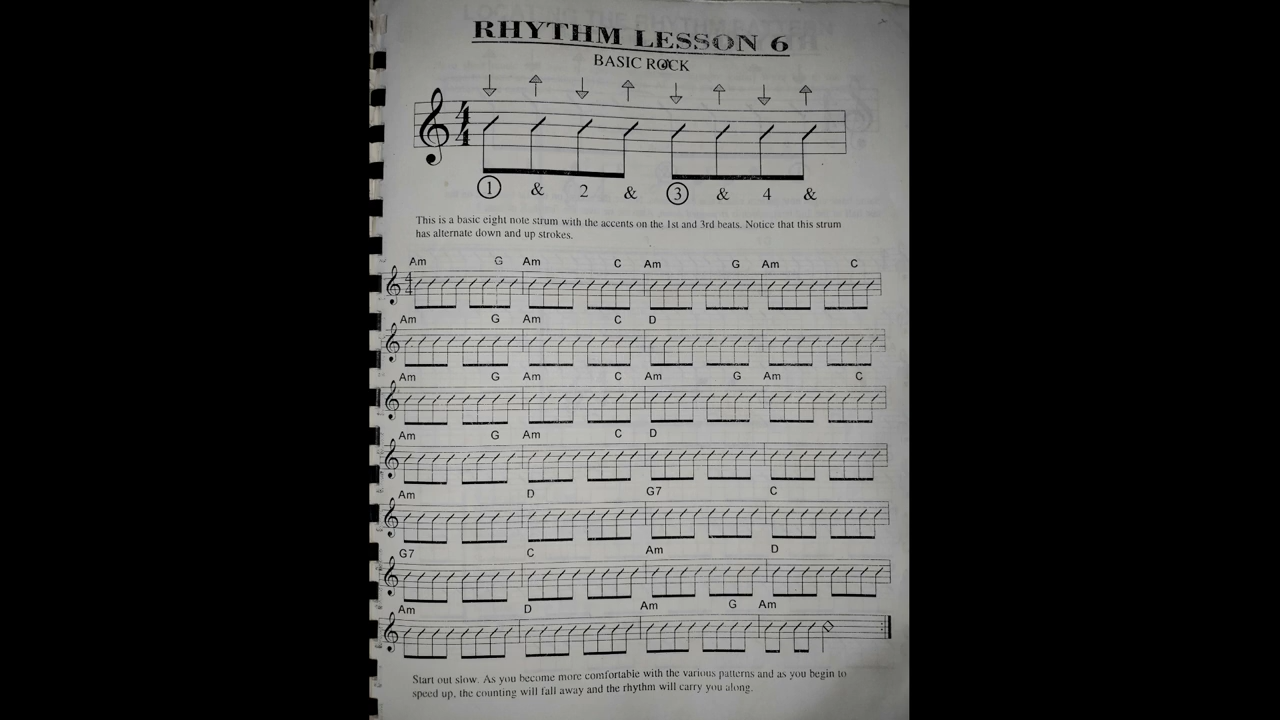 RHYTHM LESSON 6
BASIC ROCK
4
4
1 & 2 & 3 & 4 &
This is a basic eight note strum with the accents on the 1st and 3rd beats. Notice that this strum
has alternate down and up strokes.
Am G Am C Am G Am C
4
4
Am G Am C D
Am G Am C Am G Am C
Am G Am C D
Am D G7 C
G7 C Am D
Am D Am G Am
Start out slow. As you become more comfortable with the various patterns and as you begin to
speed up, the counting will fall away and the rhythm will carry you along.